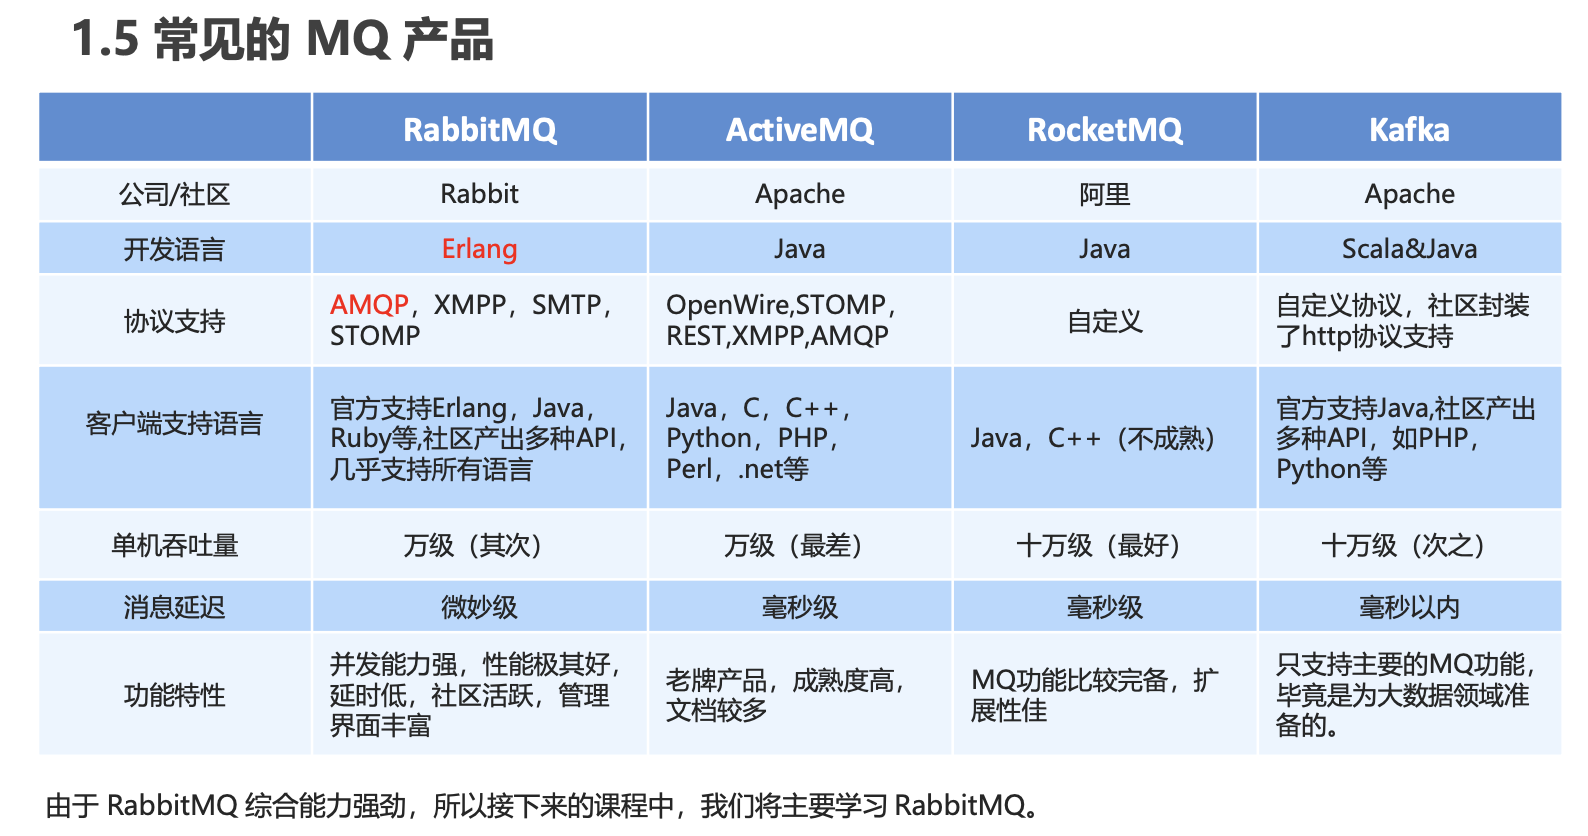 1.5 常见的 MQ 产品
RabbitMQ ActiveMQ RocketMQ Kafka
公司/社区 Rabbit Apache 阿里 Apache
开发语言 Erlang Java Java Scala&Java
协议支持
AMQP，XMPP，SMTP，
STOMP
OpenWire,STOMP，
REST,XMPP,AMQP
自定义
自定义协议，社区封装
了http协议支持
客户端支持语言
官方支持Erlang，Java，
Ruby等,社区产出多种API，
几乎支持所有语言
Java，C，C++，
Python，PHP，
Perl，.net等
Java，C++（不成熟）
官方支持Java,社区产出
多种API，如PHP，
Python等
单机吞吐量 万级（其次） 万级（最差） 十万级（最好） 十万级（次之）
消息延迟 微妙级 毫秒级 毫秒级 毫秒以内
功能特性
并发能力强，性能极其好，
延时低，社区活跃，管理
界面丰富
老牌产品，成熟度高，
文档较多
MQ功能比较完备，扩
展性佳
只支持主要的MQ功能，
毕竟是为大数据领域准
备的。
由于 RabbitMQ 综合能力强劲，所以接下来的课程中，我们将主要学习 RabbitMQ。